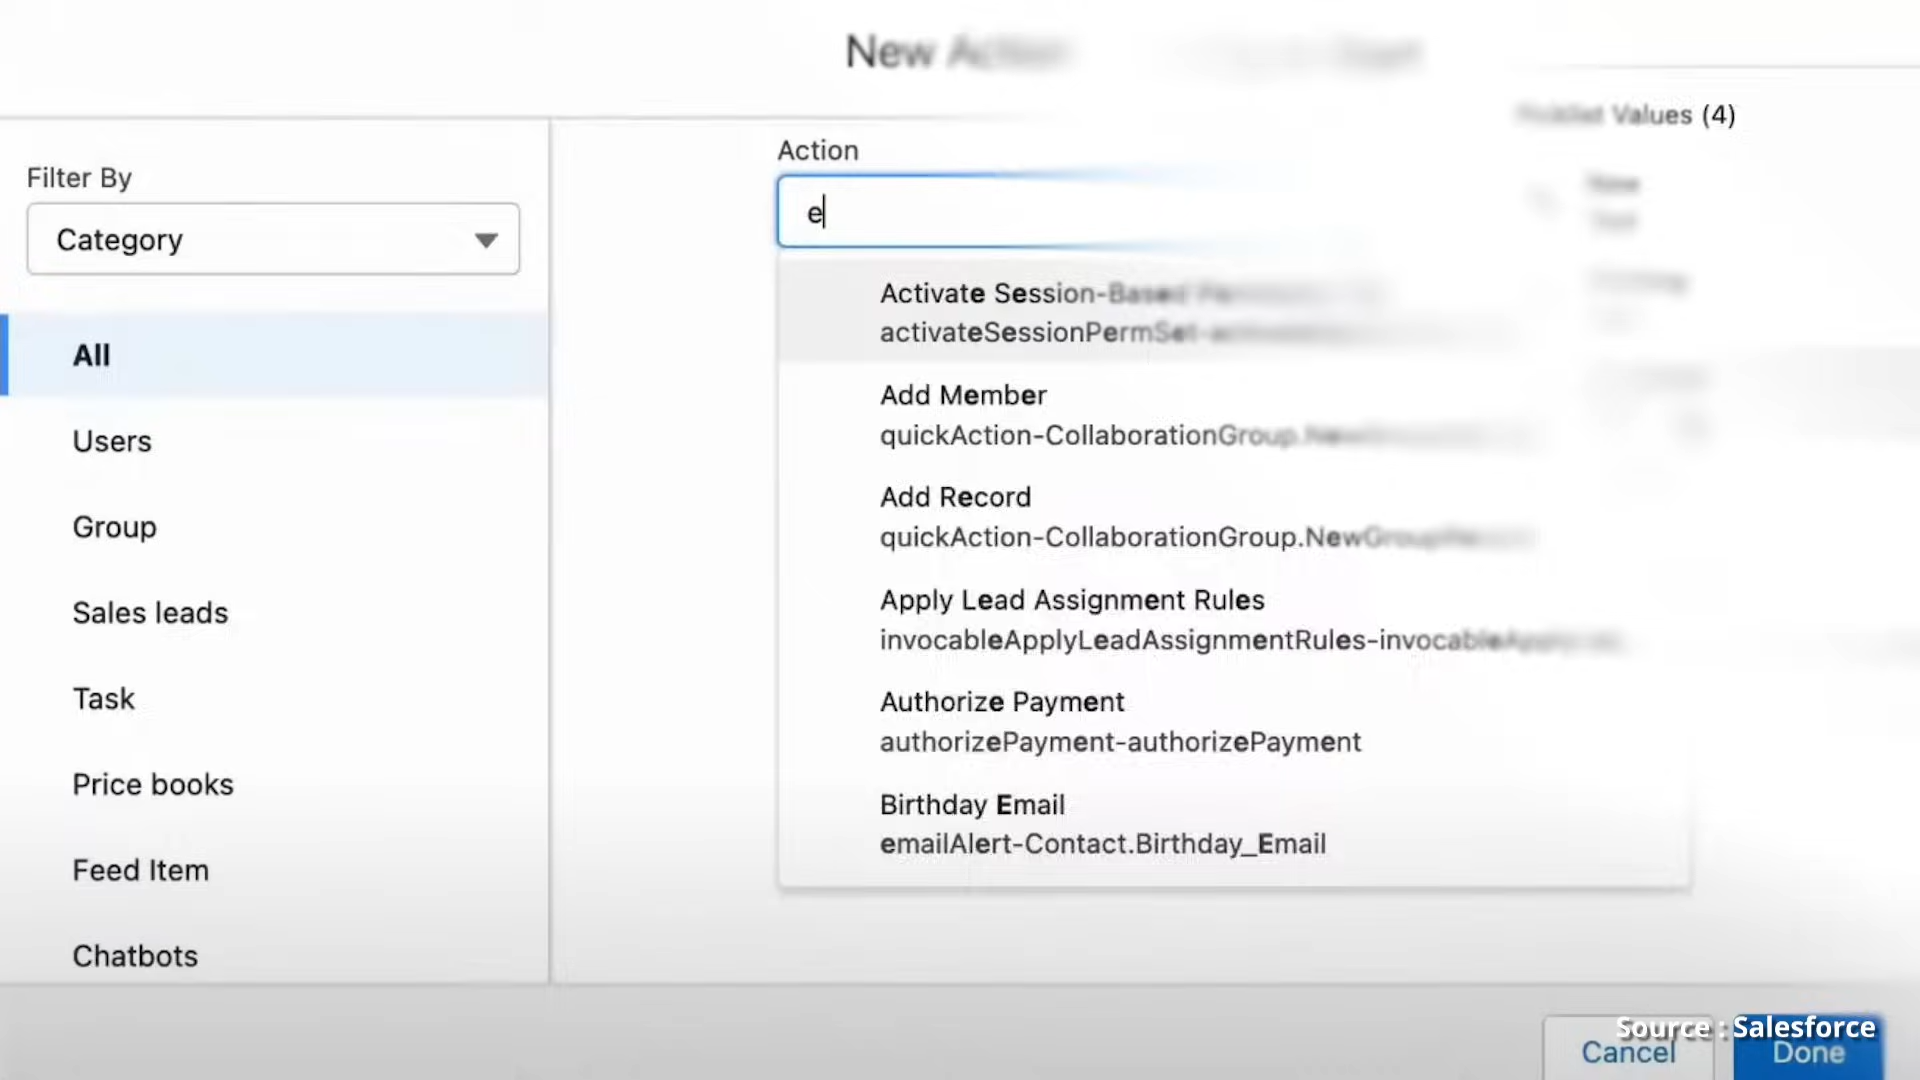 New Action
Values (4)
Action
Filter By
e
Category
New
Activate Session-Based
activateSessionPermSet-
All
Add Member
quickAction-CollaborationGroup.
Users
Add Record
quickAction-CollaborationGroup.
Group
Apply Lead Assignment Rules
invocableApplyLeadAssignmentRules-
Sales leads
Authorize Payment
authorizePayment-authorizePayment
Task
Birthday Email
emailAlert-Contact.Birthday_Email
Price books
Feed Item
Chatbots
Source : Salesforce
Cancel
Done